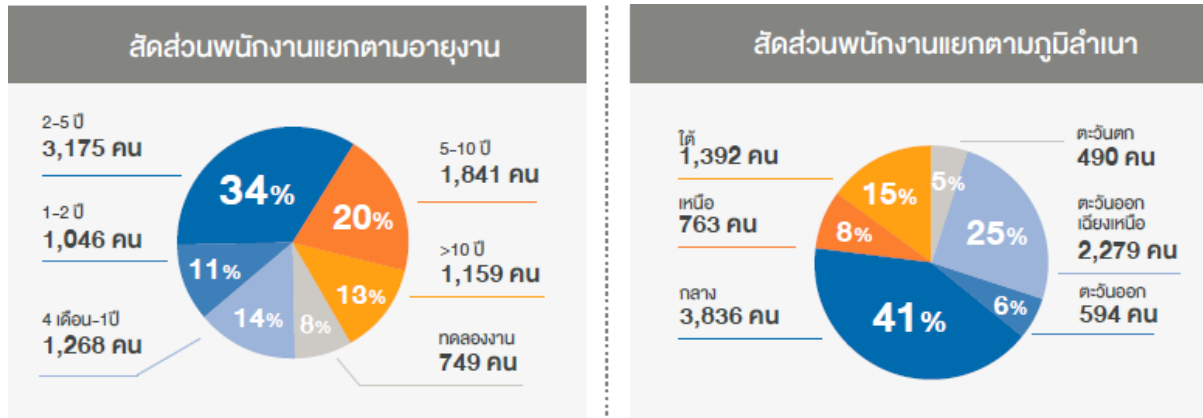 สัดส่วนพนักงานแยกตามอายุงาน
2-5 ปี
3,175 คน
1-2 ปี
1,046 คน
4 เดือน-1ปี
1,268 คน
34%
20%
11%
13%
14%
8%
5-10 ปี
1,841 คน
>10 ปี
1,159 คน
ทดลองงาน
749 คน
สัดส่วนพนักงานแยกตามภูมิลำเนา
ใต้
1,392 คน
เหนือ
763 คน
กลาง
3,836 คน
5%
15%
25%
8%
6%
41%
ตะวันตก
490 คน
ตะวันออก
เฉียงเหนือ
2,279 คน
ตะวันออก
594 คน